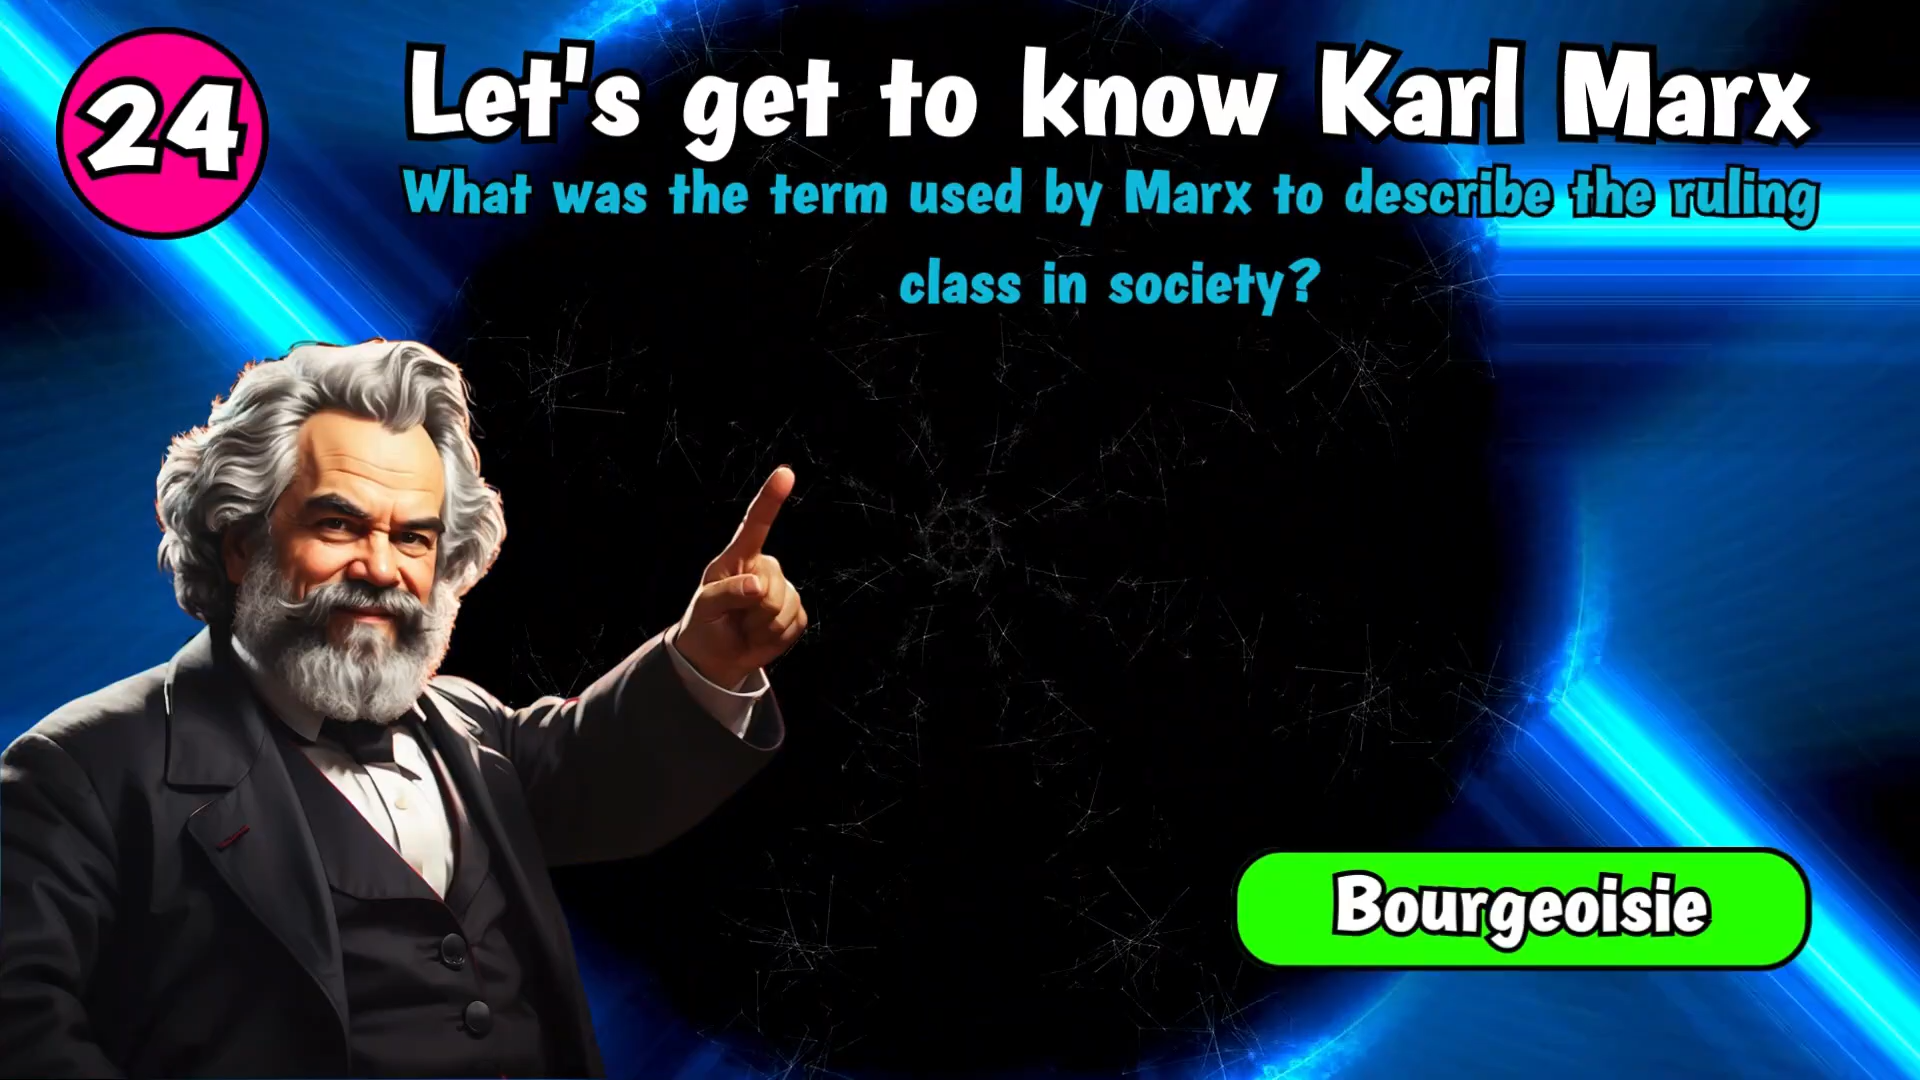 24
Let's get to know Karl Marx
What was the term used by Marx to describe the ruling
class in society?
Bourgeoisie